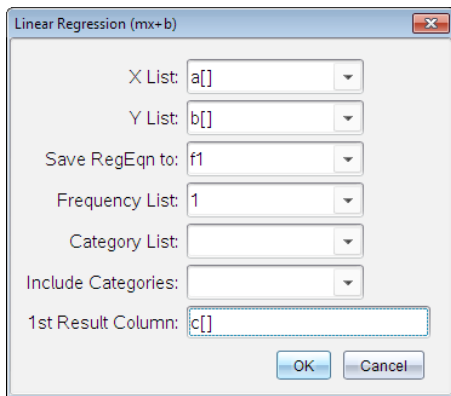 Linear Regression (mx+b)
X List: a[]
Y List: b[]
Save RegEqn to: f1
Frequency List: 1
Category List:
Include Categories:
1st Result Column: c[]
OK Cancel